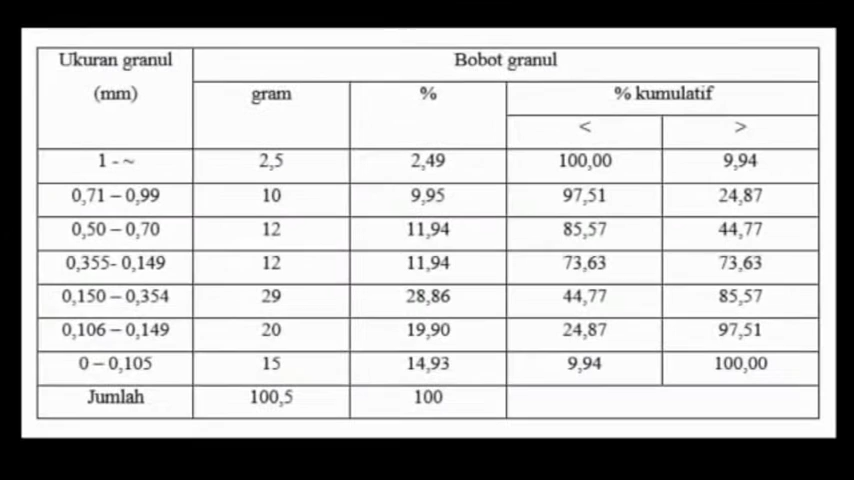 Ukuran granul (mm) Bobot granul
gram % % kumulatif
< >
1 - ~ 2,5 2,49 100,00 9,94
0,71 – 0,99 10 9,95 97,51 24,87
0,50 – 0,70 12 11,94 85,57 44,77
0,355- 0,149 12 11,94 73,63 73,63
0,150 – 0,354 29 28,86 44,77 85,57
0,106 – 0,149 20 19,90 24,87 97,51
0 – 0,105 15 14,93 9,94 100,00
Jumlah 100,5 100